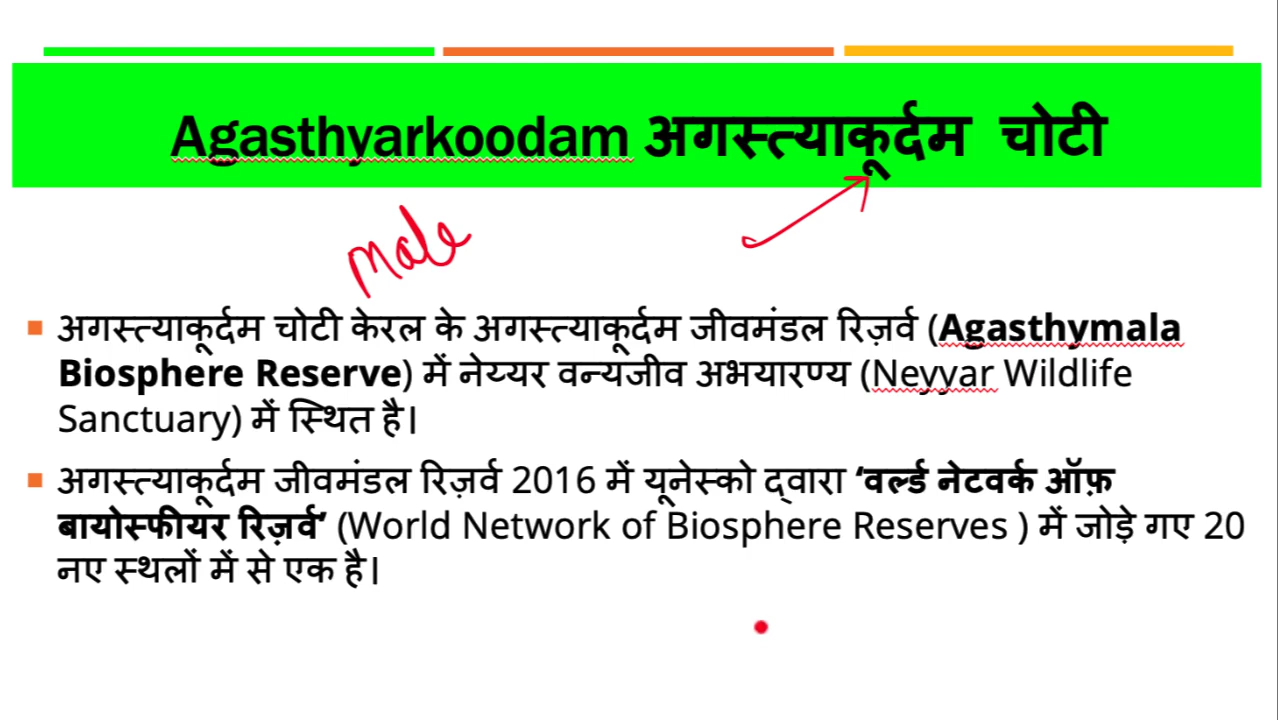 Agasthyarkoodam अगस्त्याकूर्दम चोटी
male
अगस्त्याकूर्दम चोटी केरल के अगस्त्याकूर्दम जीवमंडल रिज़र्व (Agasthymala
Biosphere Reserve) में नेय्यर वन्यजीव अभयारण्य (Neyyar Wildlife
Sanctuary) में स्थित है।
अगस्त्याकूर्दम जीवमंडल रिज़र्व 2016 में यूनेस्को द्वारा ‘वर्ल्ड नेटवर्क ऑफ़
बायोस्फीयर रिज़र्व’ (World Network of Biosphere Reserves ) में जोड़े गए 20
नए स्थलों में से एक है।